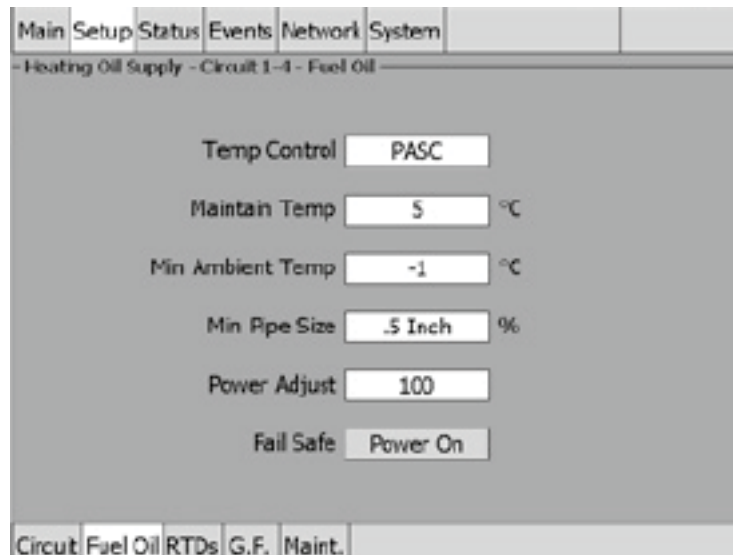 Main Setup Status Events Network System
Heating Oil Supply - Circuit 1-4 - Fuel Oil
Temp Control PASC
Maintain Temp 5 °C
Min Ambient Temp -1 °C
Min Pipe Size .5 Inch %
Power Adjust 100
Fail Safe Power On
Circuit Fuel Oil RTDs G.F. Maint.